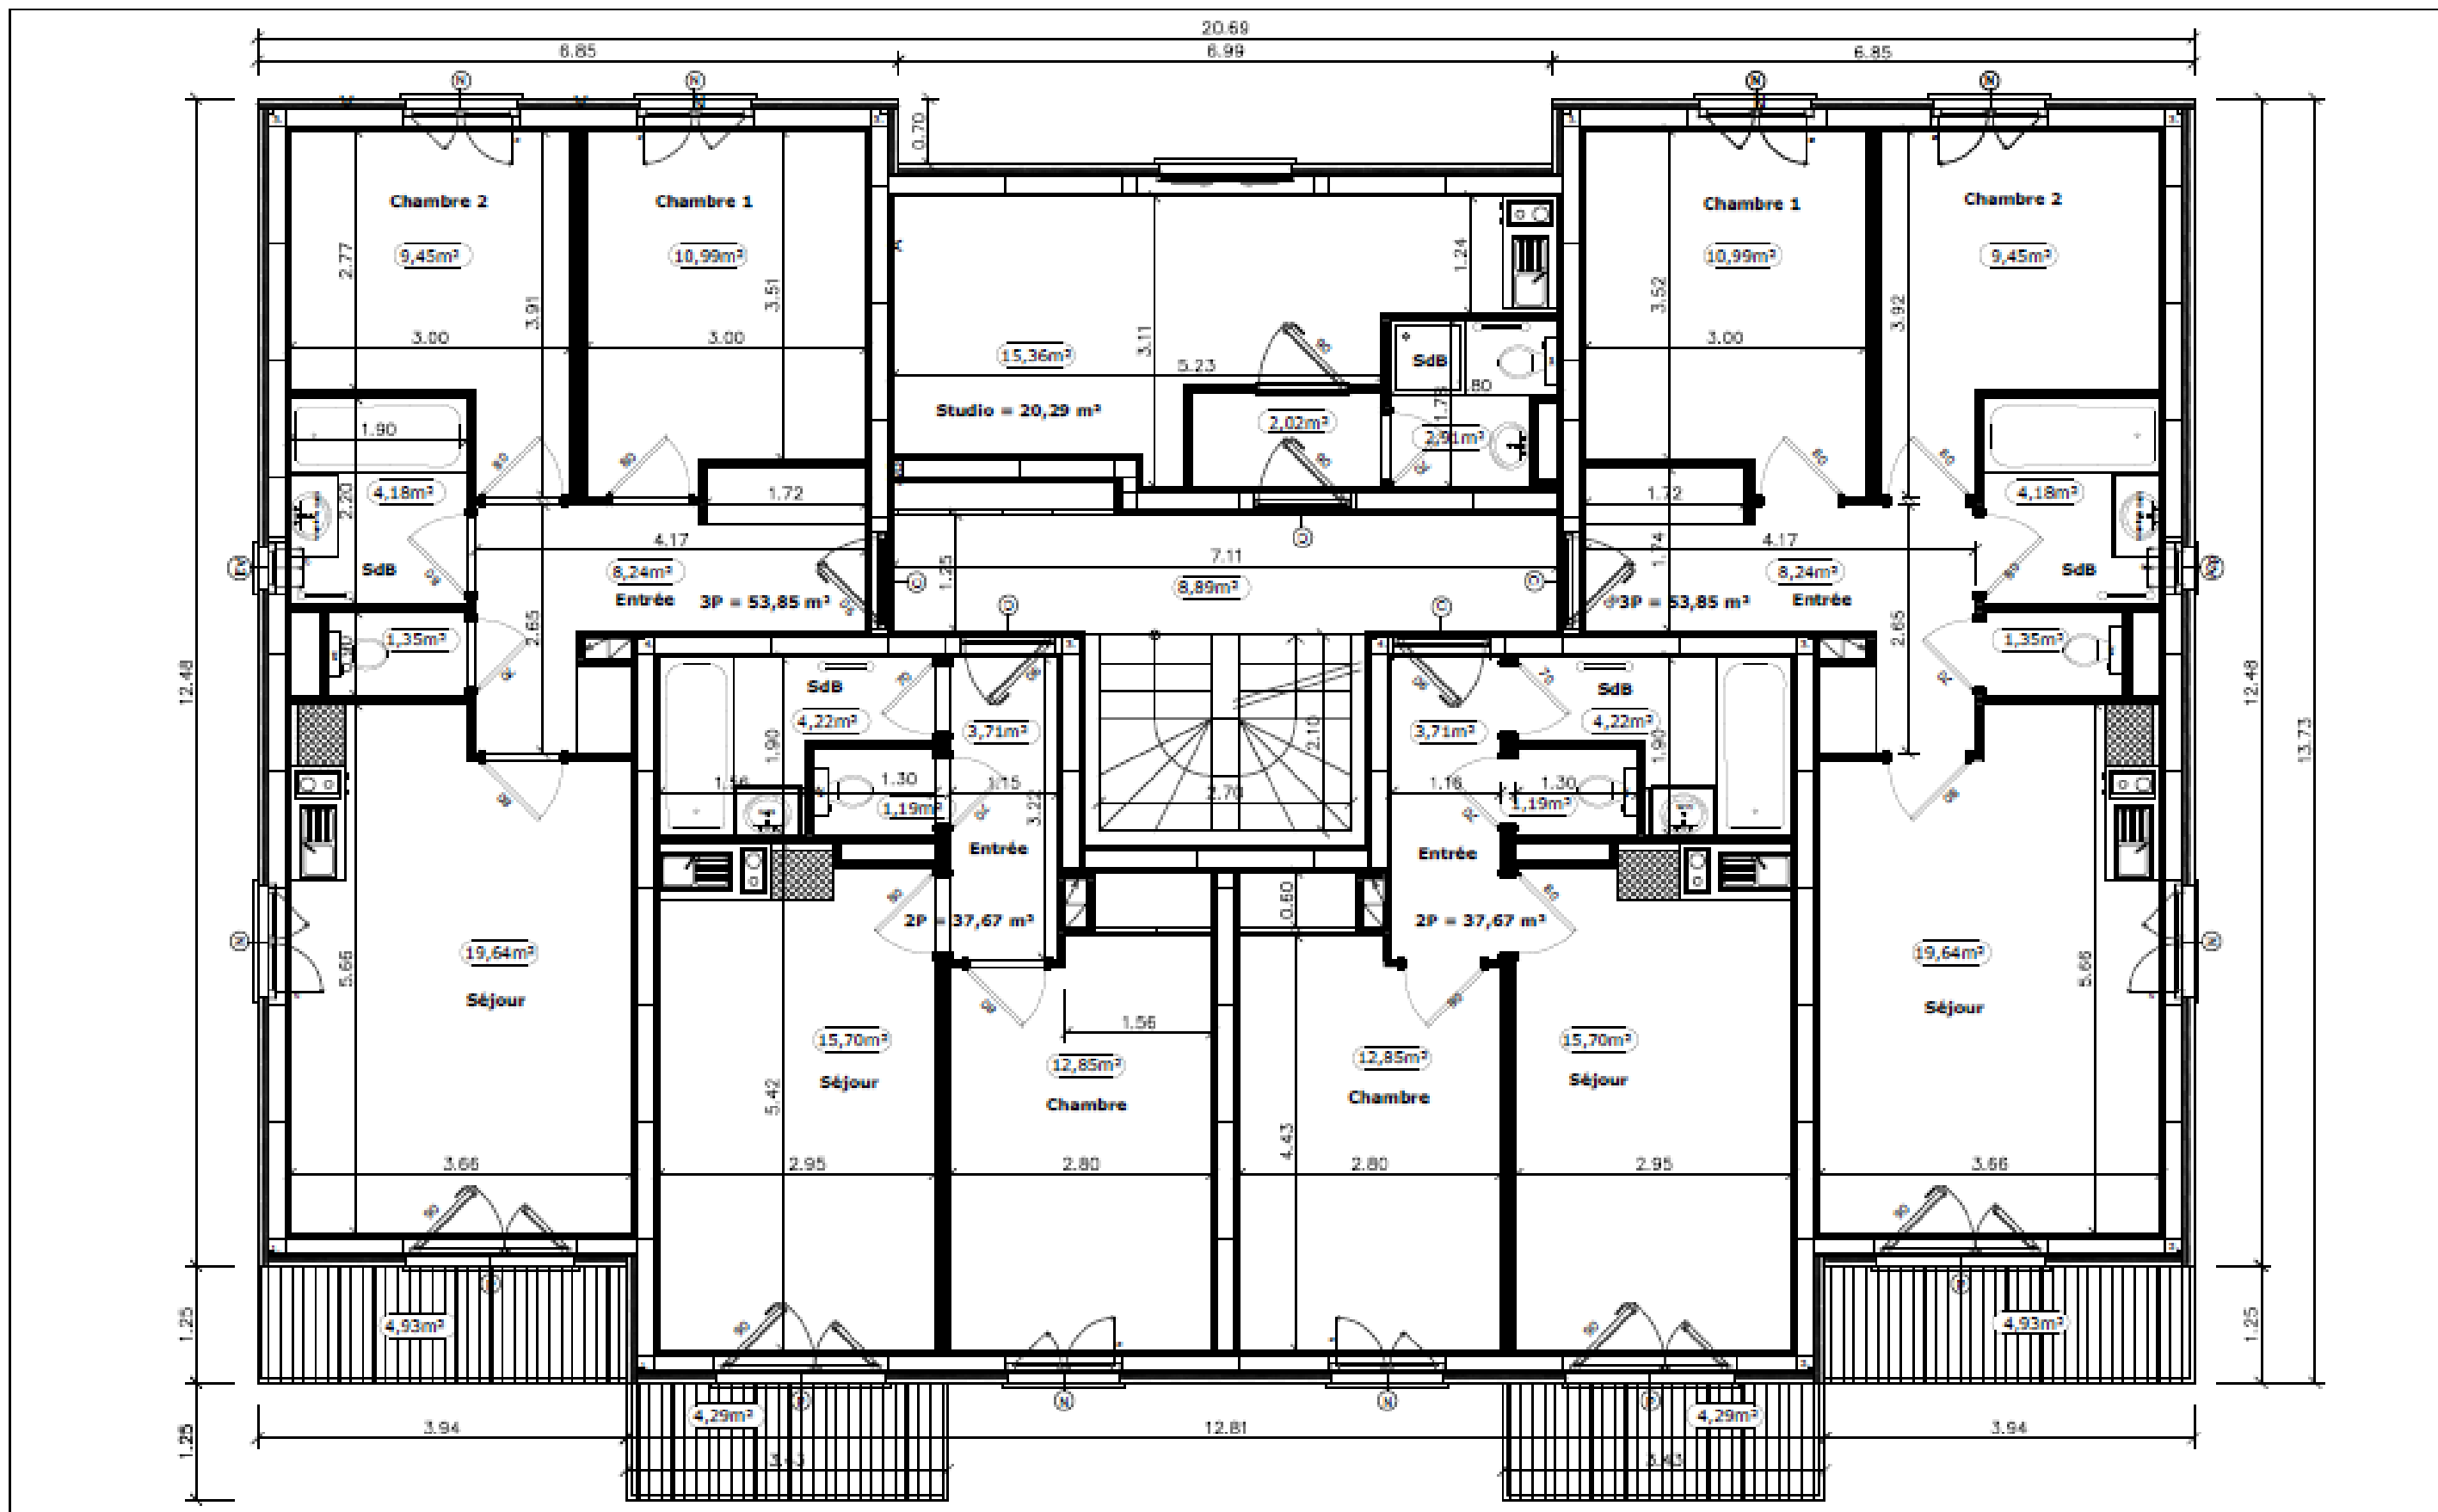 20.69
6.85 6.99 6.85
N N N N
0.70
Chambre 2 Chambre 1 Chambre 1 Chambre 2
9,45m² 10,99m² 10,99m² 9,45m²
2.77 3.91 3.51 3.11 1.24 3.52 3.92
3.00 3.00 3.00
15,36m² SdB
5.23 .80
Studio = 20,29 m²
1.90 2,02m² 2,91m²
4,18m² 1.72 1.72 4,18m²
2.20
4.17 D 4.17
SdB 8,24m² 1.25 7.11 1.74 8,24m² SdB
Entrée 3P = 53,85 m² 8,89m² 3P = 53,85 m² Entrée
D C
1,35m² 2.65 2.65 1,35m²
12.48 12.48
13.73
SdB SdB
4,22m² 3,71m² 3,71m² 4,22m²
1.90 2.10 1.90
1.56 1.30 1.15 2.70 1.16 1.30
1,19m² 3.22 1,19m²
Entrée Entrée
0.60
2P = 37,67 m² 2P = 37,67 m²
N N
19,64m² 19,64m²
5.66 5.66
Séjour Séjour
1.56
15,70m² 12,85m² 12,85m² 15,70m²
Séjour Chambre Chambre Séjour
5.42 4.43
3.66 2.95 2.80 2.80 2.95 3.66
4,93m² 4,93m²
1.25 1.25
N N
4,29m² 4,29m²
3.94 12.81 3.94
1.25
3.43 3.43